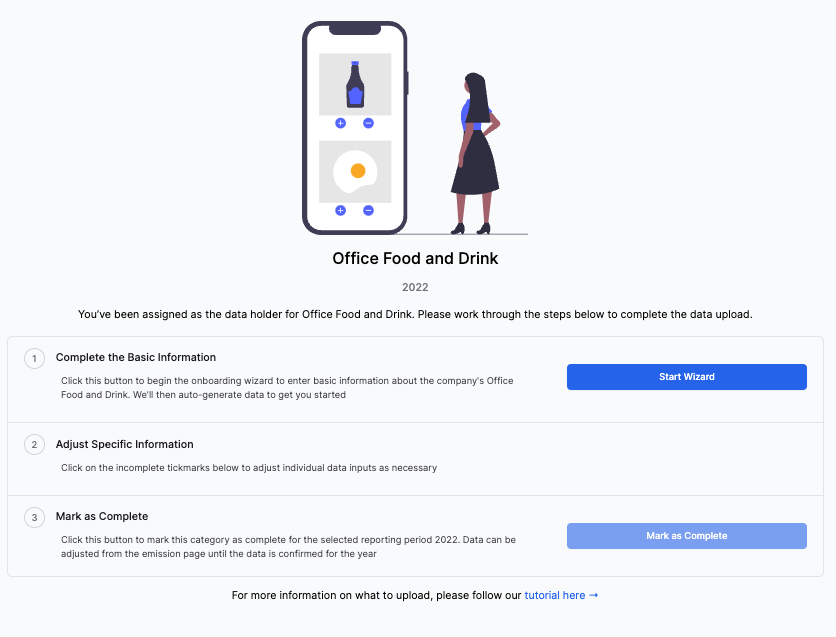 Office Food and Drink
2022
You've been assigned as the data holder for Office Food and Drink. Please work through the steps below to complete the data upload.
1
Complete the Basic Information
Click this button to begin the onboarding wizard to enter basic information about the company's Office
Food and Drink. We'll then auto-generate data to get you started
Start Wizard
2
Adjust Specific Information
Click on the incomplete tickmarks below to adjust individual data inputs as necessary
3
Mark as Complete
Click this button to mark this category as complete for the selected reporting period 2022. Data can be
adjusted from the emission page until the data is confirmed for the year
Mark as Complete
For more information on what to upload, please follow our tutorial here →